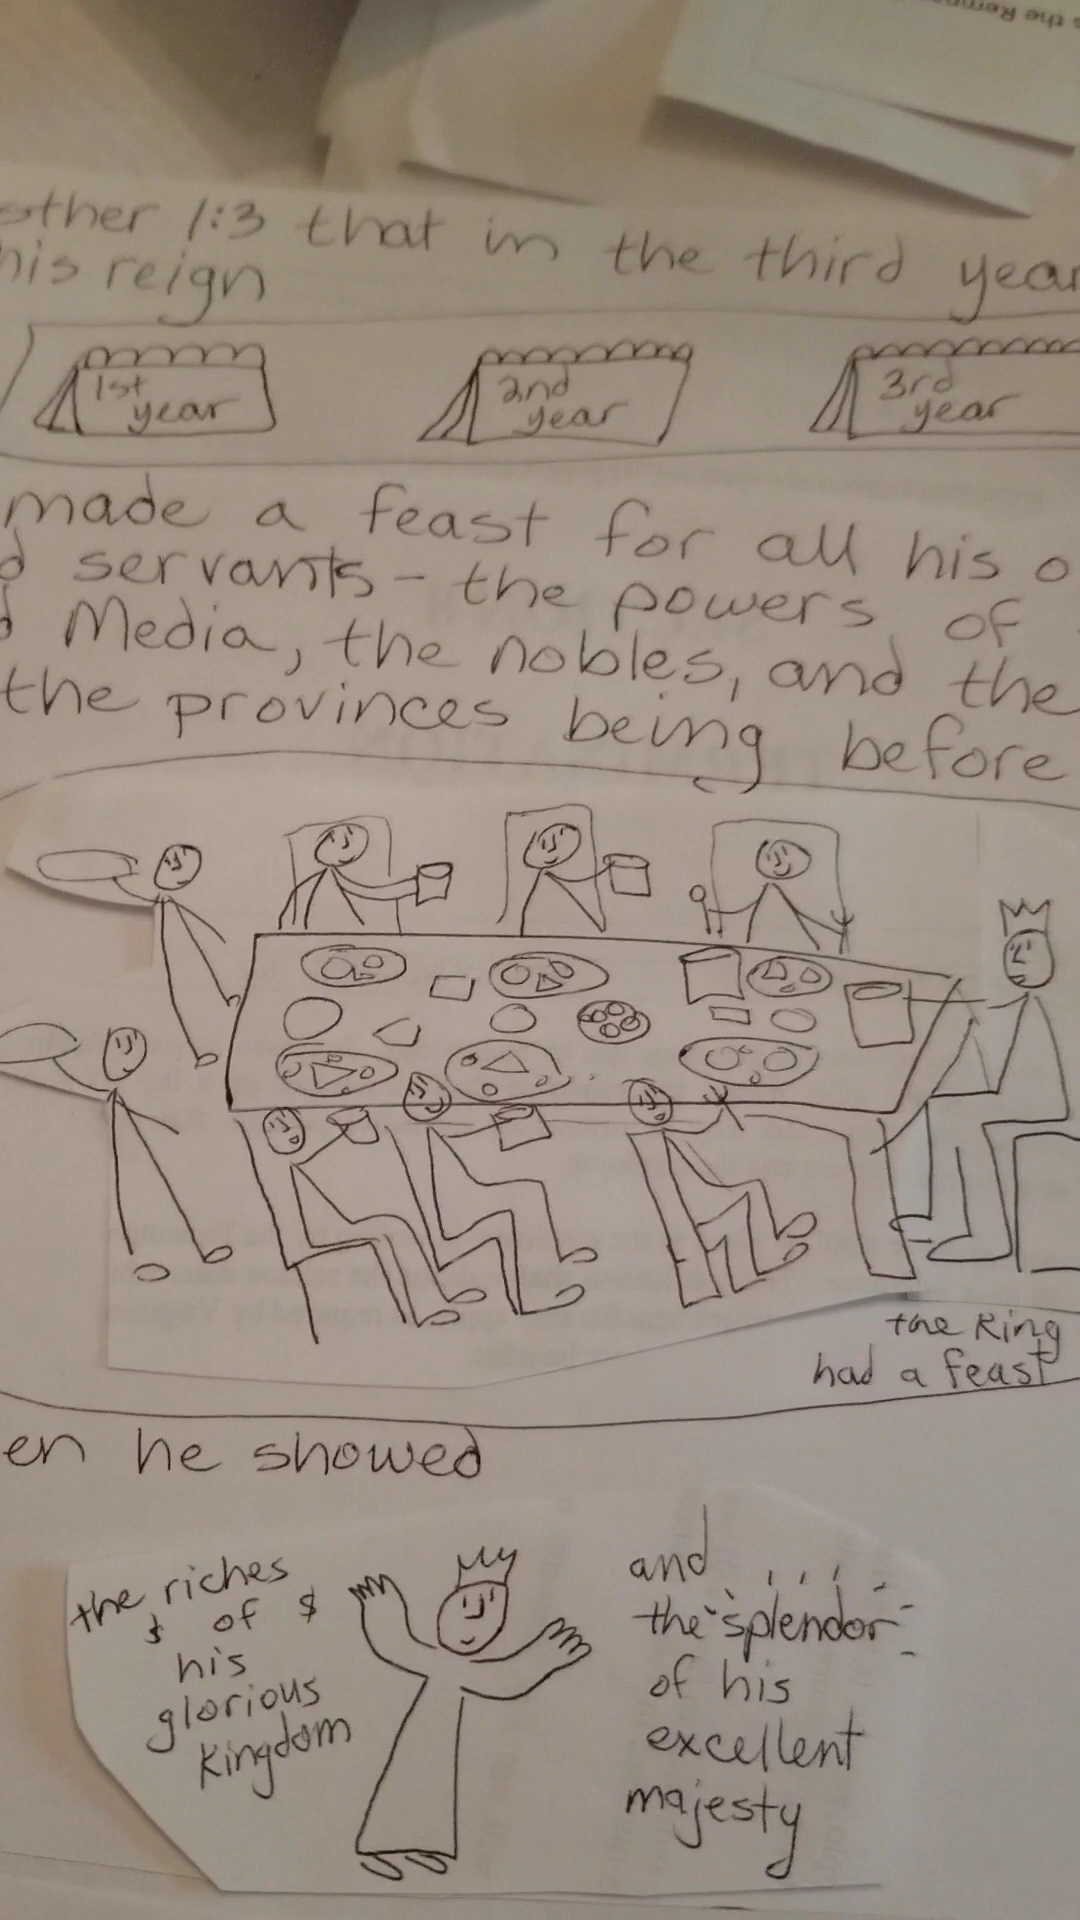 ther 1:3 that in the third year
his reign
1st year
2nd year
3rd year
made a feast for all his o
d servants - the powers of
d Media, the nobles, and the
the provinces being before
the King
had a feast
en he showed
the riches
$ of $
his
glorious
kingdom
and
the splendor
of his
excellent
majesty